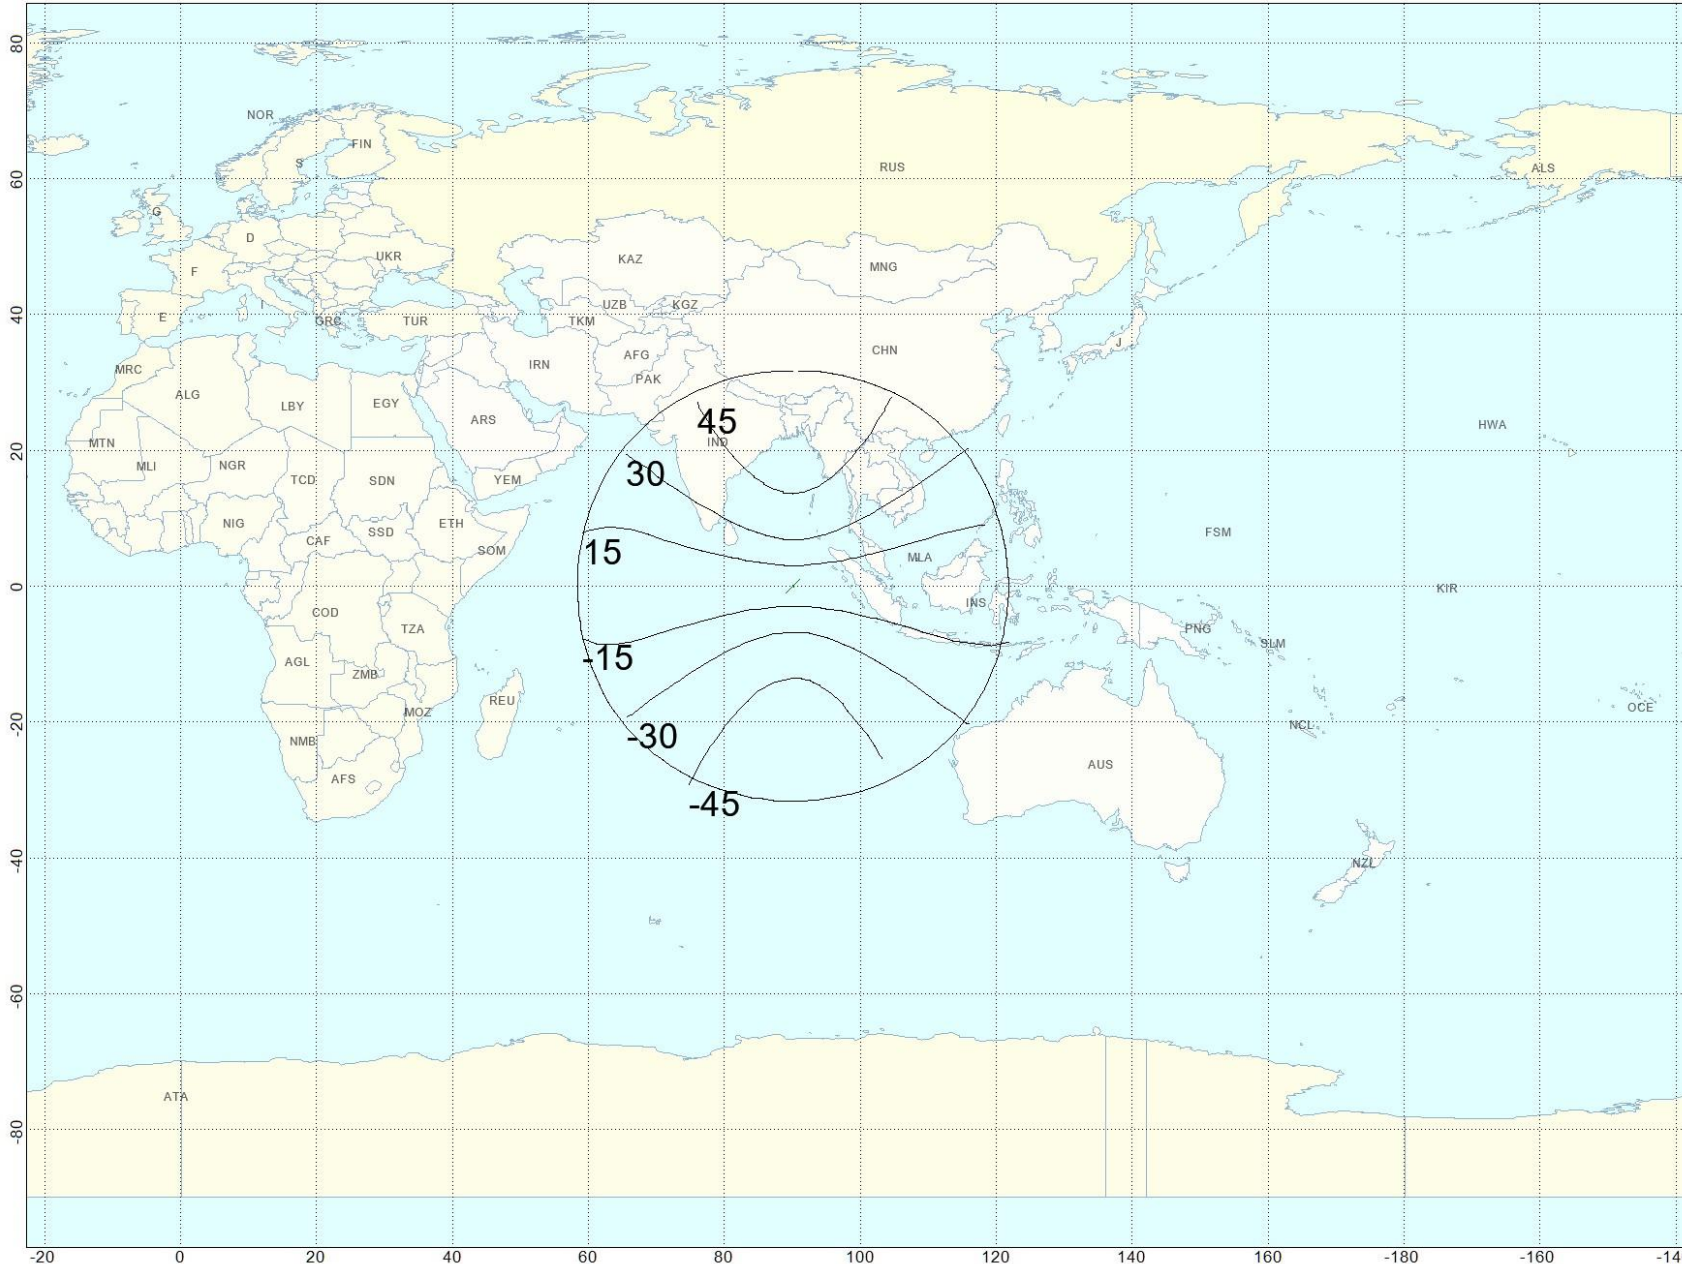 80
NOR
FIN
S
RUS
ALS
60
G
D
UKR
KAZ
MNG
F
UZB
KGZ
I
E
GRC
TUR
TKM
40
J
CHN
AFG
IRN
PAK
MRC
ALG
LBY
EGY
ARS
45
IND
HWA
20
MTN
MLI
NGR
TCD
SDN
YEM
30
NIG
ETH
SSD
CAF
SOM
15
MLA
FSM
0
KIR
INS
COD
TZA
PNG
SLM
AGL
ZMB
-15
REU
MOZ
OCE
-20
NCL
NMB
-30
AFS
AUS
-45
-40
NZL
-60
ATA
-80
-20 0 20 40 60 80 100 120 140 160 -180 -160 -140